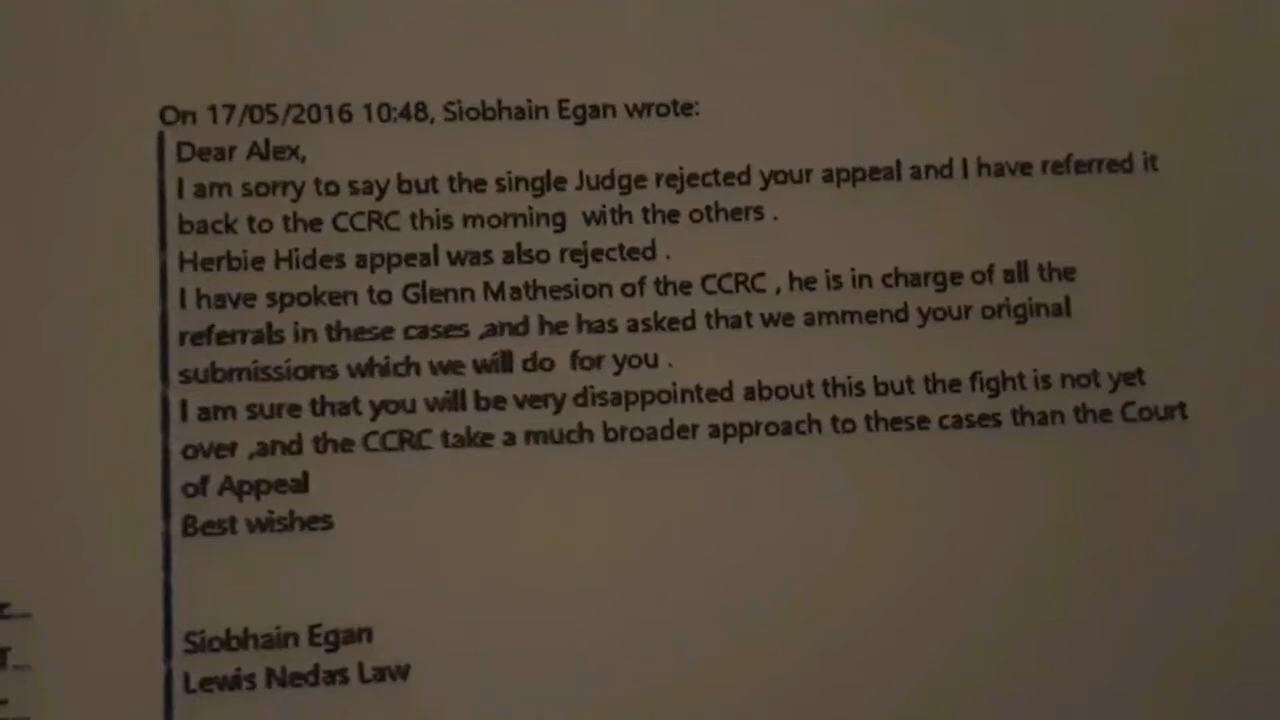 On 17/05/2016 10:48, Siobhain Egan wrote:
Dear Alex,
I am sorry to say but the single Judge rejected your appeal and I have referred it
back to the CCRC this morning with the others .
Herbie Hides appeal was also rejected .
I have spoken to Glenn Mathesion of the CCRC , he is in charge of all the
referrals in these cases ,and he has asked that we ammend your original
submissions which we will do for you .
I am sure that you will be very disappointed about this but the fight is not yet
over ,and the CCRC take a much broader approach to these cases than the Court
of Appeal
Best wishes
Siobhain Egan
Lewis Nedas Law